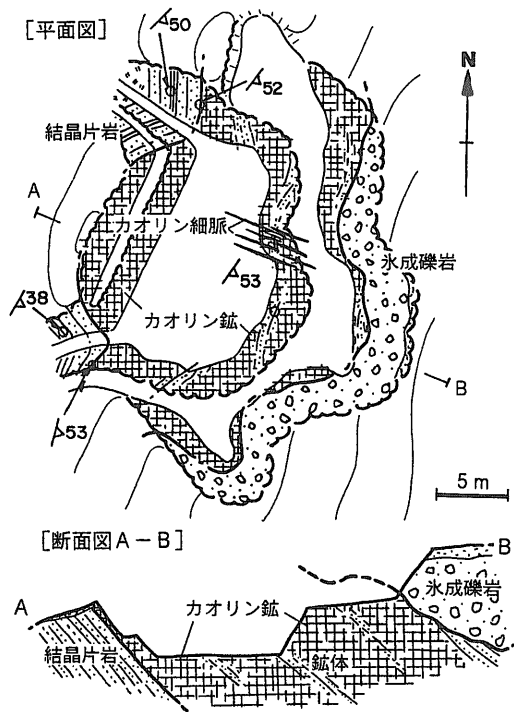 [平面図]
50
52
N
結晶片岩
A
カオリン細脈
氷成礫岩
53
38
カオリン鉱
B
53
5m
[断面図A－B]
B
カオリン鉱
氷成礫岩
A
結晶片岩
鉱体